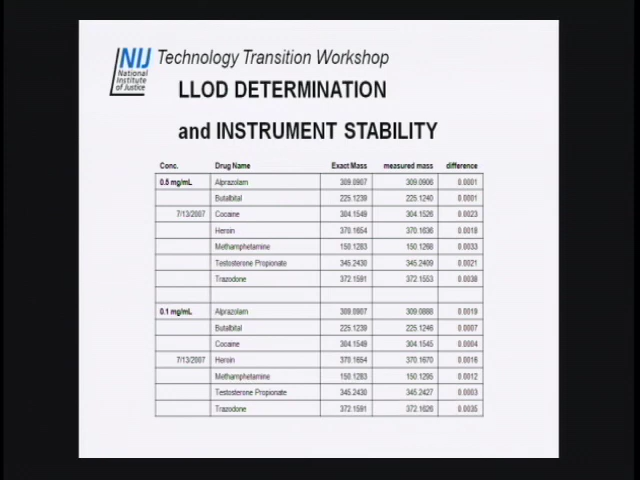 NIJ
National
Institute
of Justice
Technology Transition Workshop
LLOD DETERMINATION
and INSTRUMENT STABILITY
Conc. Drug Name Exact Mass measured mass difference
0.5 mg/mL Alprazolam 309.0907 309.0906 0.0001
Butalbital 225.1239 225.1240 0.0001
7/13/2007 Cocaine 304.1549 304.1526 0.0023
Heroin 370.1654 370.1636 0.0018
Methamphetamine 150.1283 150.1268 0.0033
Testosterone Propionate 345.2430 345.2409 0.0021
Trazodone 372.1591 372.1553 0.0038
0.1 mg/mL Alprazolam 309.0907 309.0888 0.0019
Butalbital 225.1239 225.1246 0.0007
Cocaine 304.1549 304.1545 0.0004
7/13/2007 Heroin 370.1654 370.1670 0.0016
Methamphetamine 150.1283 150.1295 0.0012
Testosterone Propionate 345.2430 345.2427 0.0003
Trazodone 372.1591 372.1626 0.0035